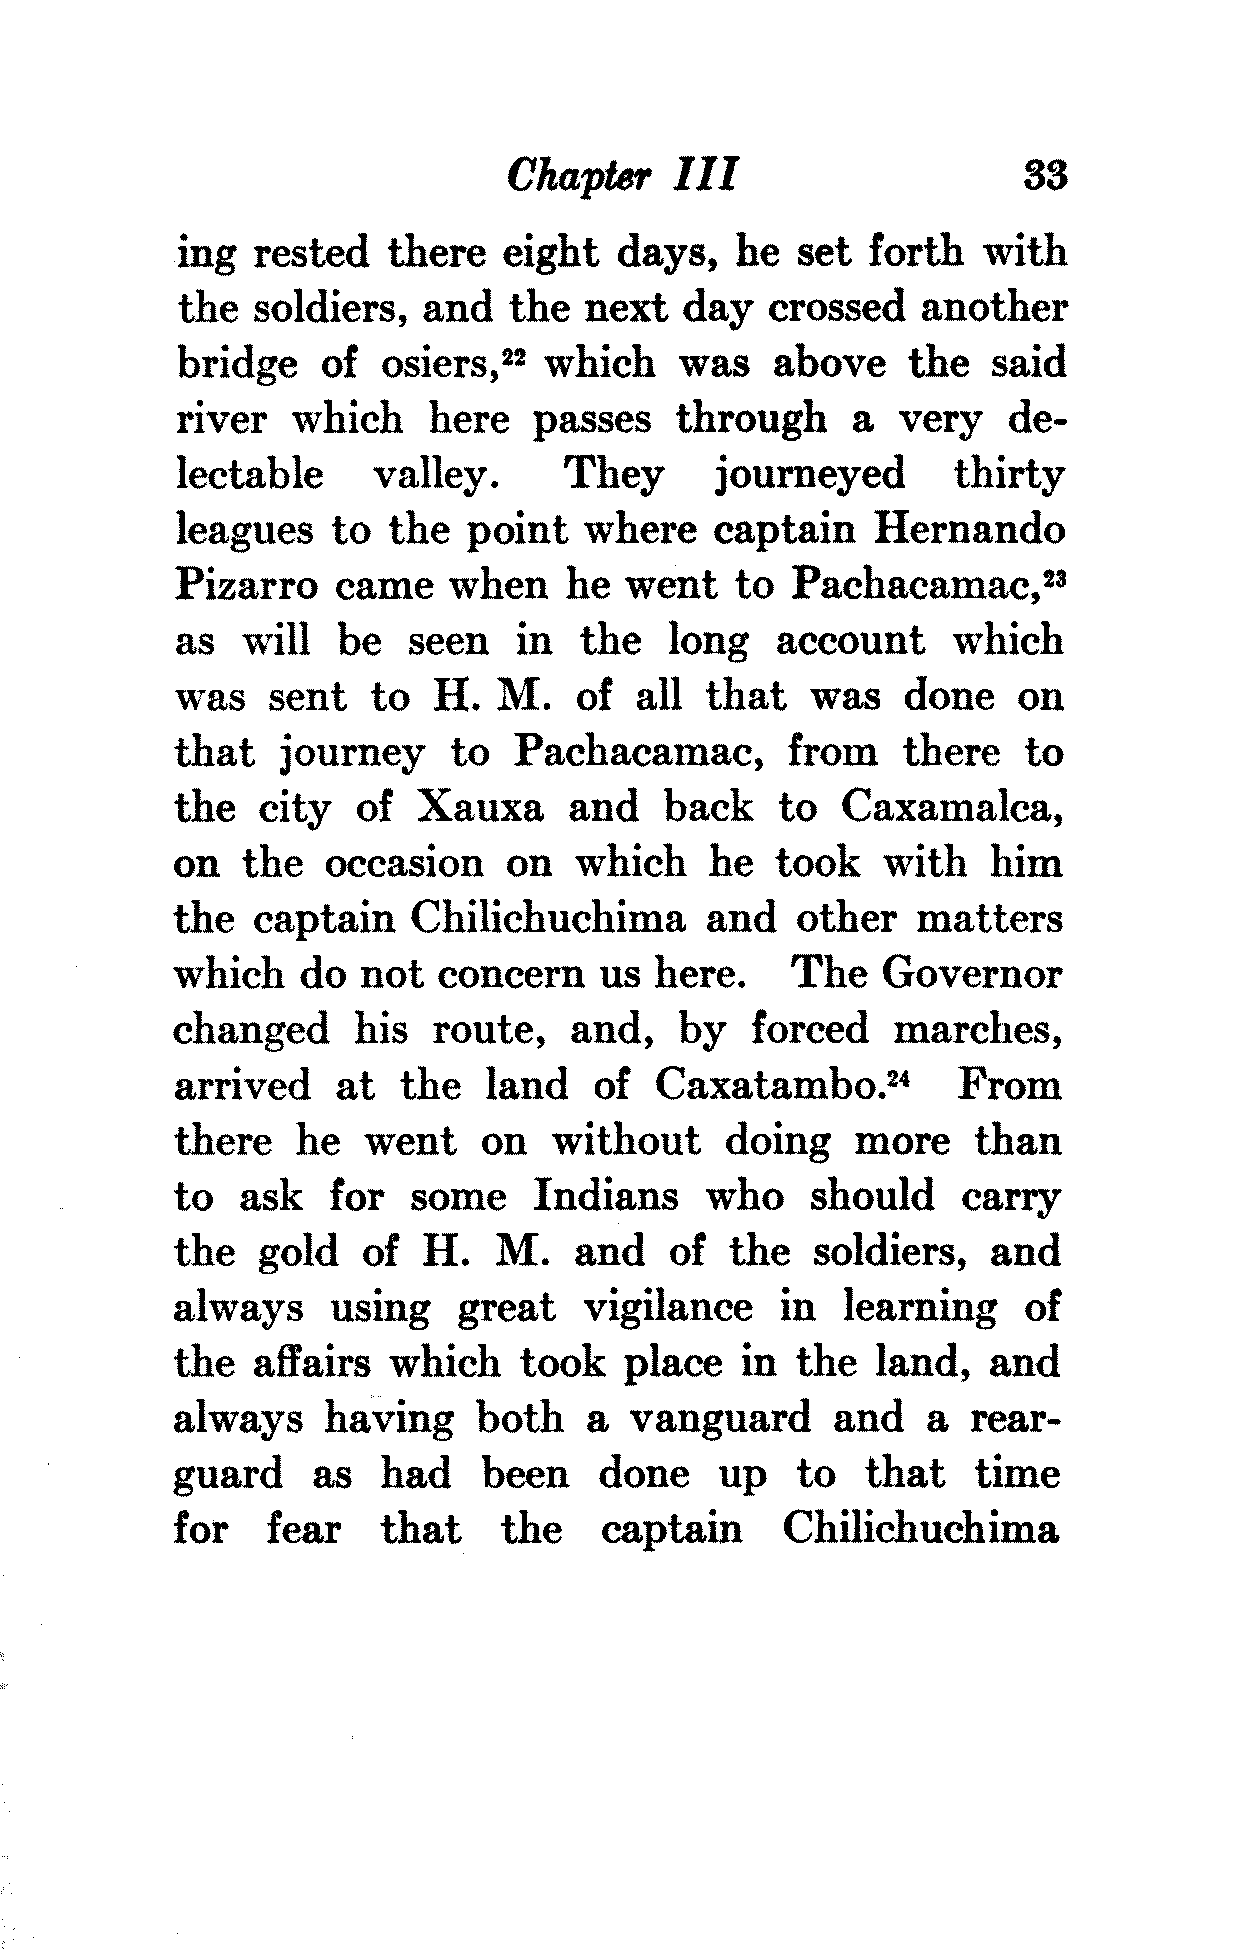 Chapter III 33
ing rested there eight days, he set forth with
the soldiers, and the next day crossed another
bridge of osiers,²² which was above the said
river which here passes through a very de-
lectable valley. They journeyed thirty
leagues to the point where captain Hernando
Pizarro came when he went to Pachacamac,²³
as will be seen in the long account which
was sent to H. M. of all that was done on
that journey to Pachacamac, from there to
the city of Xauxa and back to Caxamalca,
on the occasion on which he took with him
the captain Chilichuchima and other matters
which do not concern us here. The Governor
changed his route, and, by forced marches,
arrived at the land of Caxatambo.²⁴ From
there he went on without doing more than
to ask for some Indians who should carry
the gold of H. M. and of the soldiers, and
always using great vigilance in learning of
the affairs which took place in the land, and
always having both a vanguard and a rear-
guard as had been done up to that time
for fear that the captain Chilichuchima